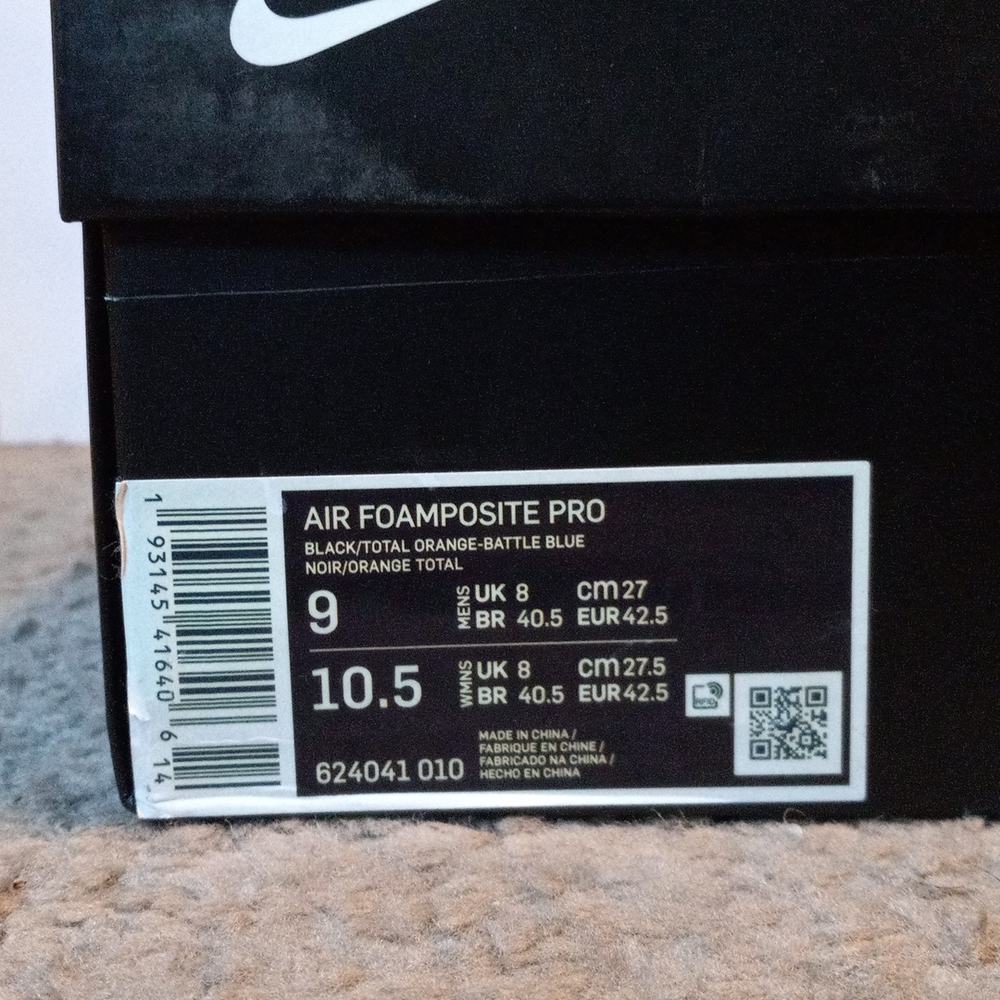 1 93145 41640 6 14
AIR FOAMPOSITE PRO
BLACK/TOTAL ORANGE-BATTLE BLUE
NOIR/ORANGE TOTAL
9 MENS UK 8 cm 27
BR 40.5 EUR 42.5
10.5 WMNS UK 8 cm 27.5
BR 40.5 EUR 42.5
RFID
MADE IN CHINA /
FABRIQUE EN CHINE /
FABRICADO NA CHINA /
HECHO EN CHINA
624041 010